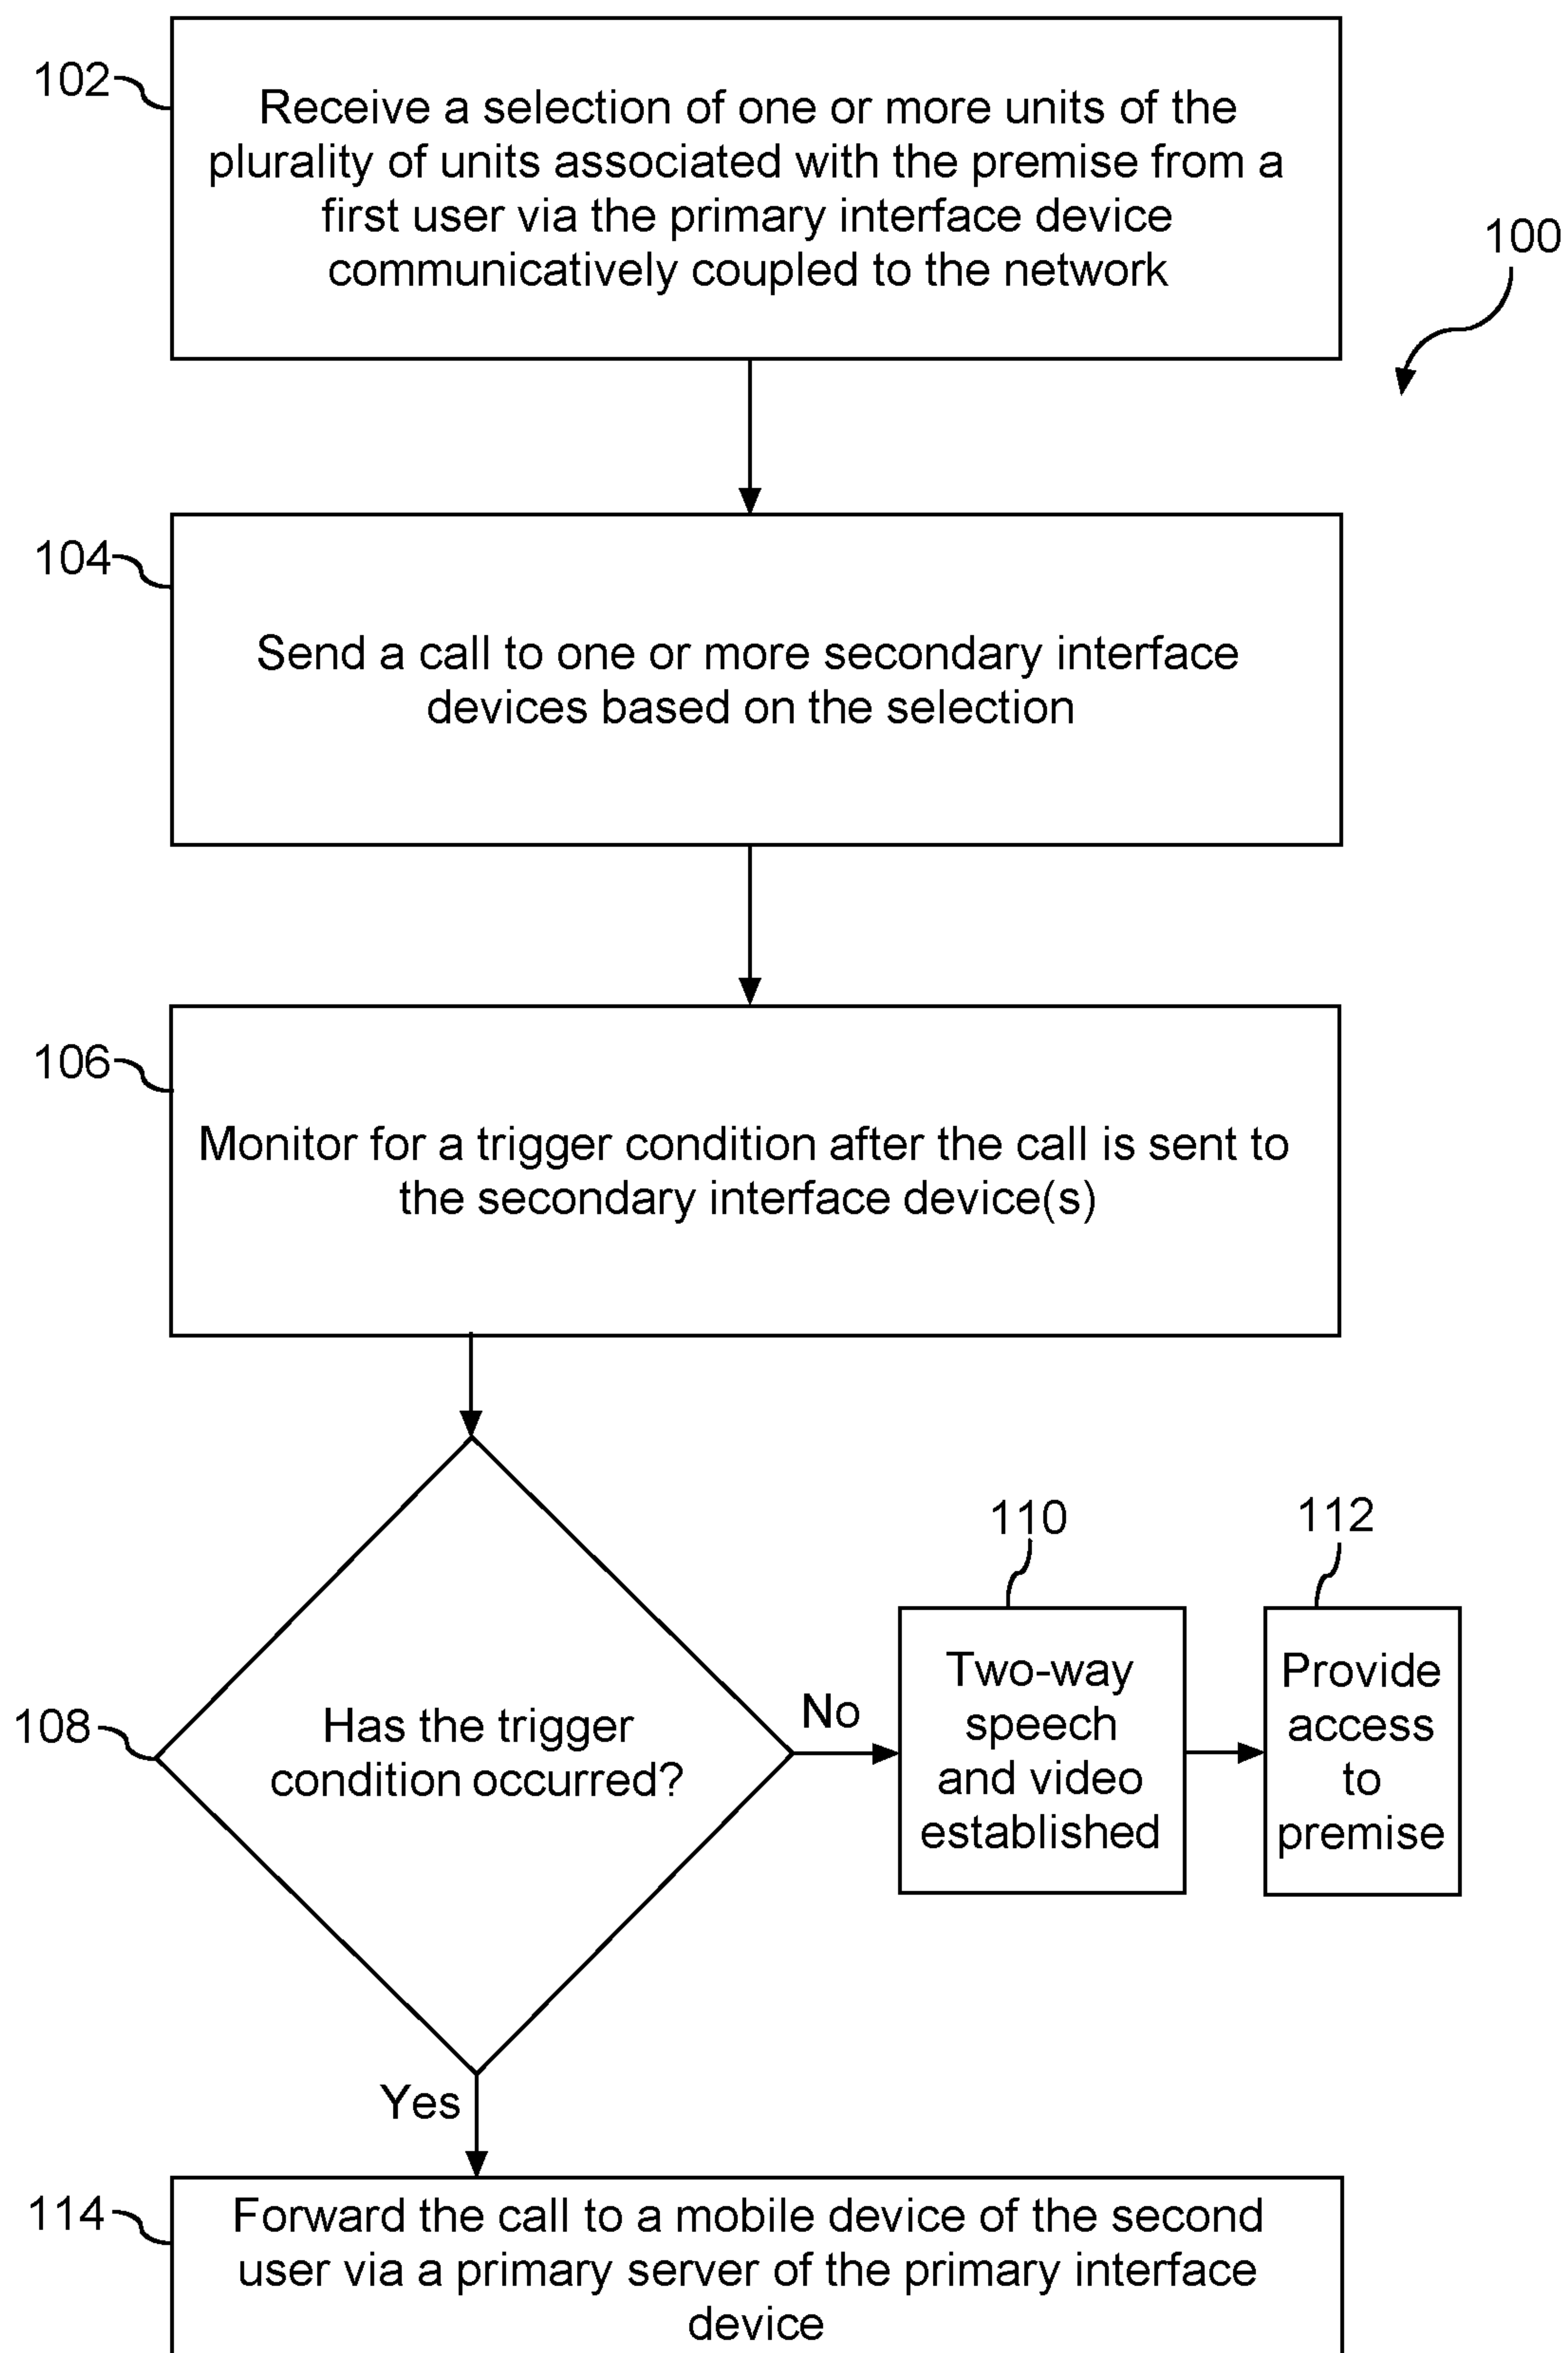 102
Receive a selection of one or more units of the
plurality of units associated with the premise from a
first user via the primary interface device
communicatively coupled to the network
100
104
Send a call to one or more secondary interface
devices based on the selection
106
Monitor for a trigger condition after the call is sent to
the secondary interface device(s)
108
Has the trigger
condition occurred?
No
110
Two-way
speech
and video
established
112
Provide
access
to
premise
Yes
114
Forward the call to a mobile device of the second
user via a primary server of the primary interface
device